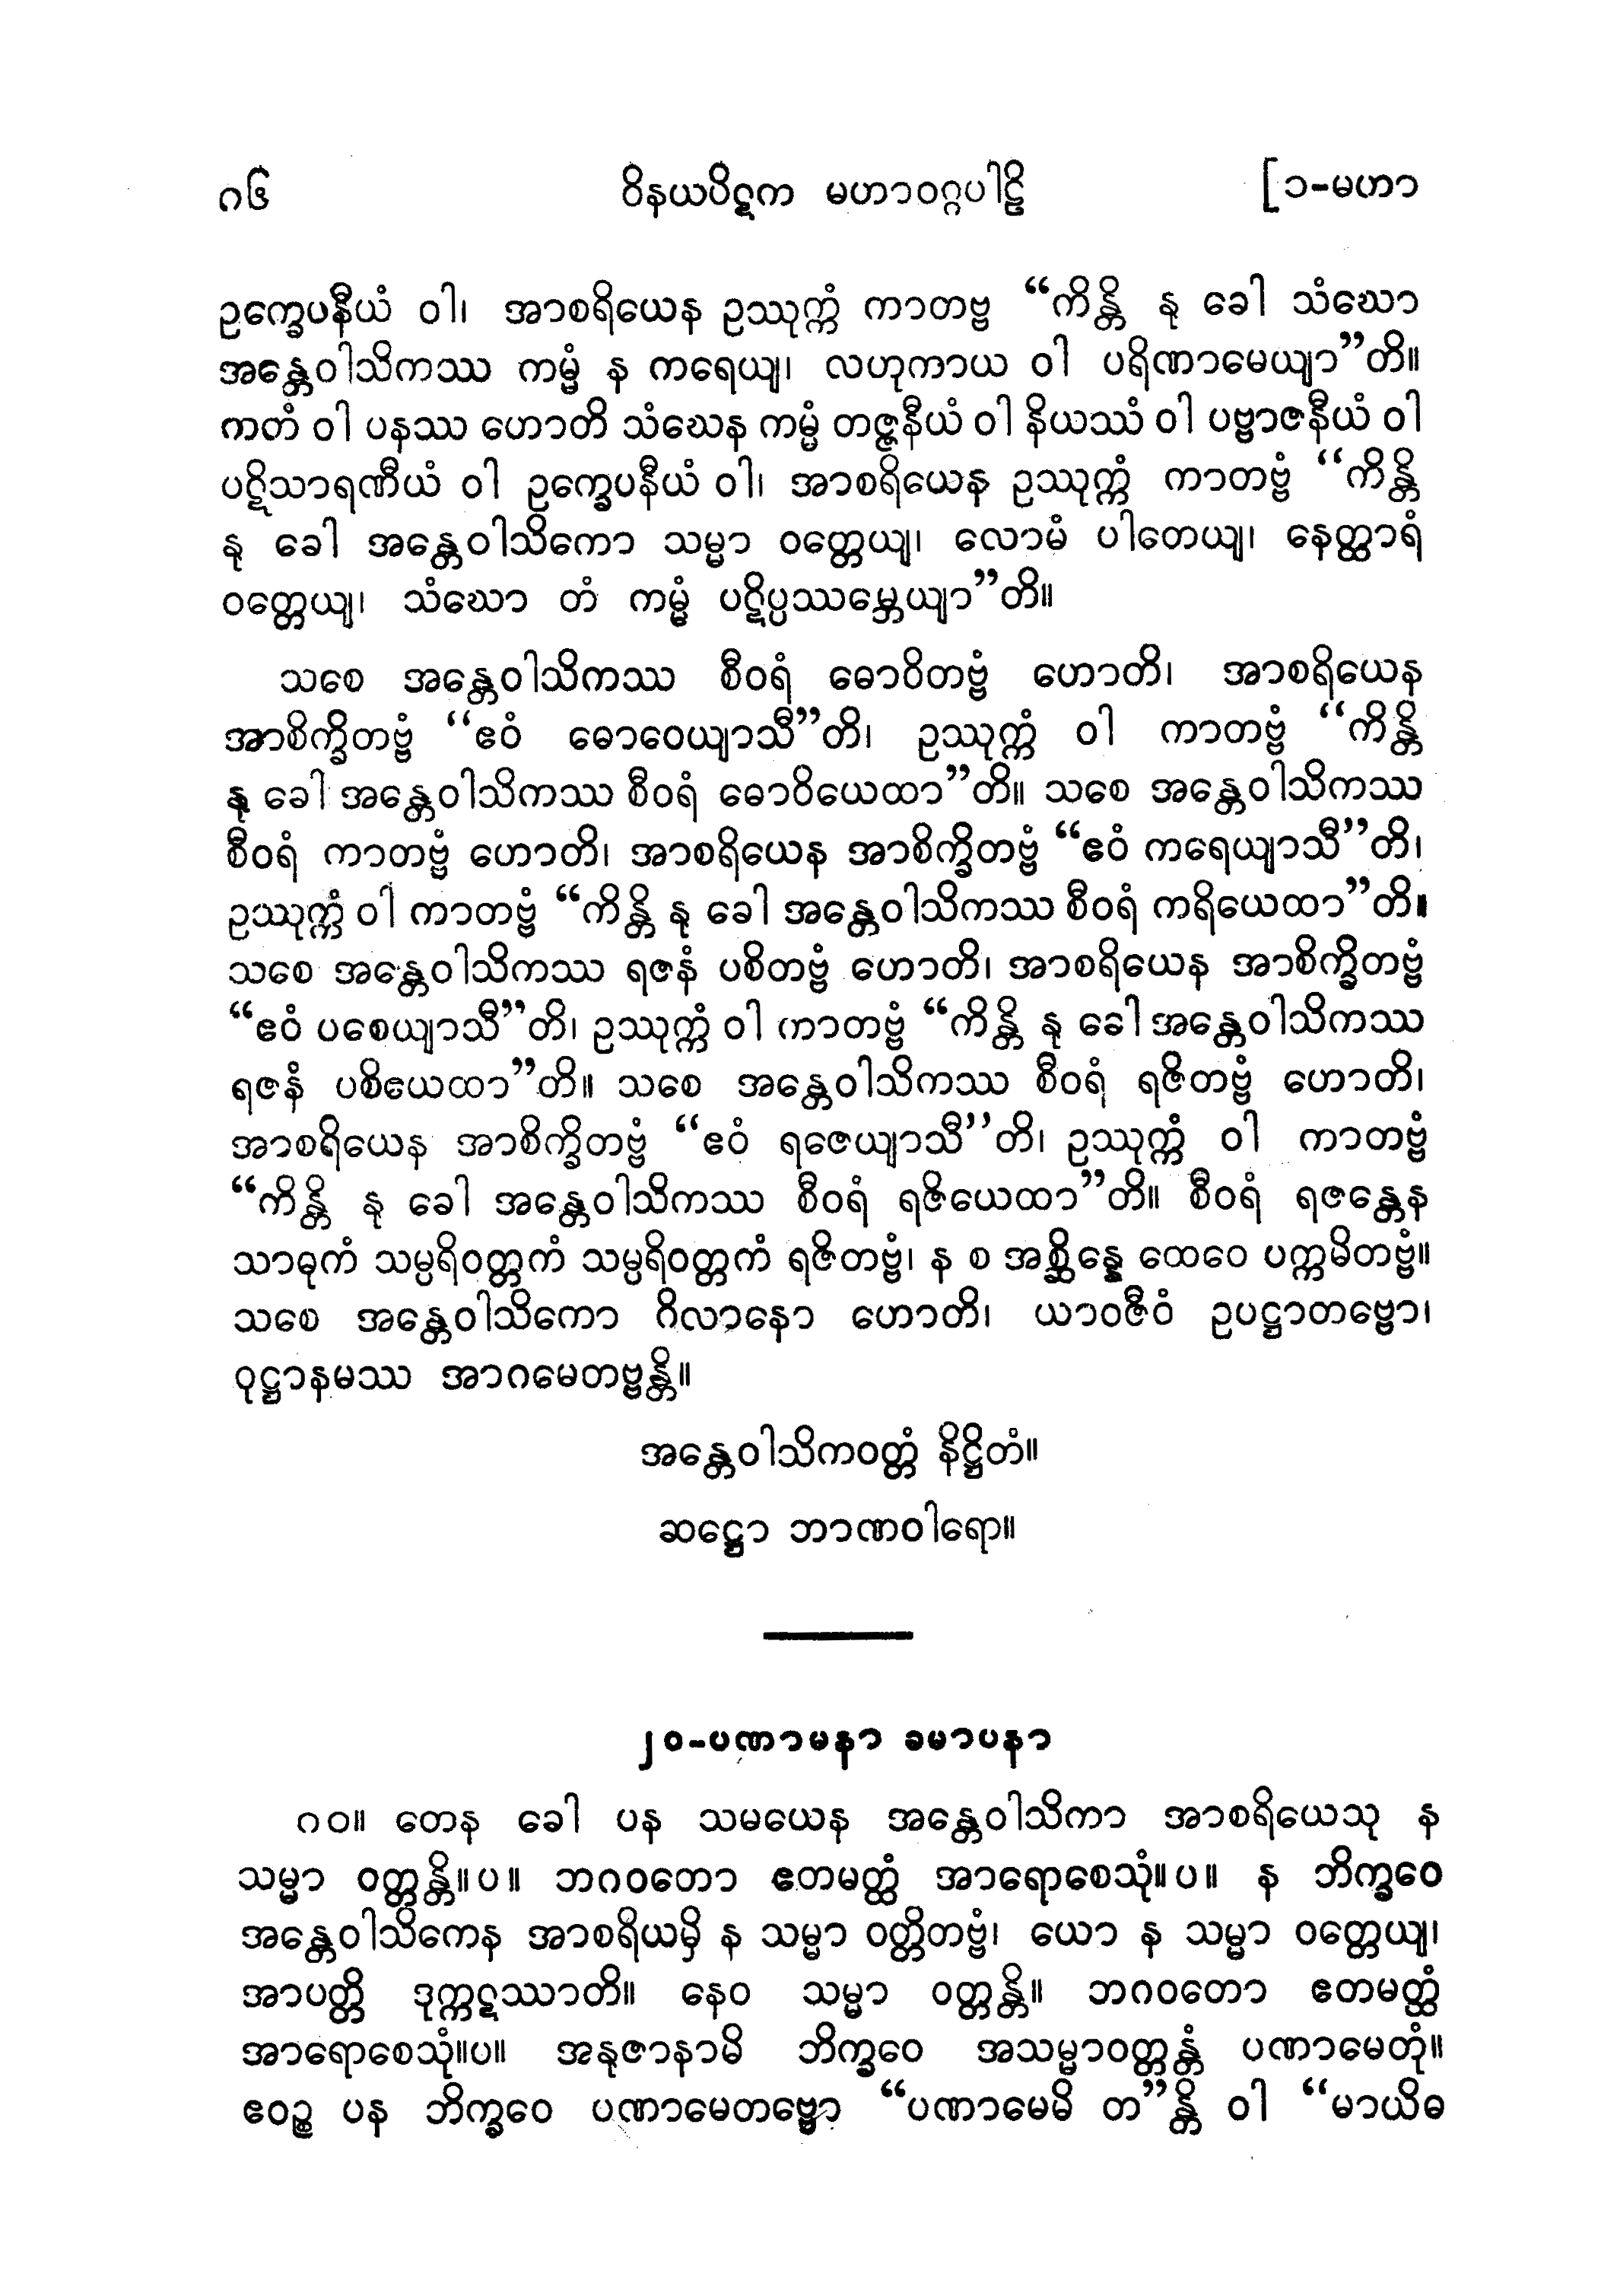 ဂ၆ ဝိနယပိဋက မဟာဝဂ္ဂပါဠိ [၁-မဟာ
ဥက္ခေပနီယံ ဝါ၊ အာစရိယေန ဥဿုက္ကံ ကာတဗ္ဗ “ကိန္တိ နု ခေါ သံဃော
အန္တေဝါသိကဿ ကမ္မံ န ကရေယျ၊ လဟုကာယ ဝါ ပရိဏာမေယျာ”တိ။
ကတံ ဝါ ပနဿ ဟောတိ သံဃေန ကမ္မံ တဇ္ဇနီယံ ဝါ နိယဿံ ဝါ ပဗ္ဗာဇနီယံ ဝါ
ပဋိသာရဏီယံ ဝါ ဥက္ခေပနီယံ ဝါ၊ အာစရိယေန ဥဿုက္ကံ ကာတဗ္ဗံ “ကိန္တိ
နု ခေါ အန္တေဝါသိကော သမ္မာ ဝတ္တေယျ၊ လောမံ ပါတေယျ၊ နေတ္ထာရံ
ဝတ္တေယျ၊ သံဃော တံ ကမ္မံ ပဋိပ္ပဿမ္ဘေယျာ”တိ။
သစေ အန္တေဝါသိကဿ စီဝရံ ဓောဝိတဗ္ဗံ ဟောတိ၊ အာစရိယေန
အာစိက္ခိတဗ္ဗံ “ဧဝံ ဓောဝေယျာသီ”တိ၊ ဥဿုက္ကံ ဝါ ကာတဗ္ဗံ “ကိန္တိ
နု ခေါ အန္တေဝါသိကဿ စီဝရံ ဓောဝိယေထာ”တိ။ သစေ အန္တေဝါသိကဿ
စီဝရံ ကာတဗ္ဗံ ဟောတိ၊ အာစရိယေန အာစိက္ခိတဗ္ဗံ “ဧဝံ ကရေယျာသီ”တိ၊
ဥဿုက္ကံ ဝါ ကာတဗ္ဗံ “ကိန္တိ နု ခေါ အန္တေဝါသိကဿ စီဝရံ ကရိယေထာ”တိ။
သစေ အန္တေဝါသိကဿ ရဇနံ ပစိတဗ္ဗံ ဟောတိ၊ အာစရိယေန အာစိက္ခိတဗ္ဗံ
“ဧဝံ ပစေယျာသီ”တိ၊ ဥဿုက္ကံ ဝါ ကာတဗ္ဗံ “ကိန္တိ နု ခေါ အန္တေဝါသိကဿ
ရဇနံ ပစိယေထာ”တိ။ သစေ အန္တေဝါသိကဿ စီဝရံ ရဇိတဗ္ဗံ ဟောတိ၊
အာစရိယေန အာစိက္ခိတဗ္ဗံ “ဧဝံ ရဇေယျာသီ”တိ၊ ဥဿုက္ကံ ဝါ ကာတဗ္ဗံ
“ကိန္တိ နု ခေါ အန္တေဝါသိကဿ စီဝရံ ရဇိယေထာ”တိ။ စီဝရံ ရဇန္တေန
သာဓုကံ သမ္ပရိဝတ္တကံ သမ္ပရိဝတ္တကံ ရဇိတဗ္ဗံ၊ န စ အစ္ဆိန္နေ ထေဝေ ပက္ကမိတဗ္ဗံ။
သစေ အန္တေဝါသိကော ဂိလာနော ဟောတိ၊ ယာဝဇီဝံ ဥပဋ္ဌာတဗ္ဗော၊
ဝုဋ္ဌာနမဿ အာဂမေတဗ္ဗန္တိ။
အန္တေဝါသိကဝတ္တံ နိဋ္ဌိတံ။
ဆဋ္ဌော ဘာဏဝါရော။
၂၀-ပဏာမနာ ခမာပနာ
ဂ၀။ တေန ခေါ ပန သမယေန အန္တေဝါသိကာ အာစရိယေသု န
သမ္မာ ဝတ္တန္တိ။ပ။ ဘဂဝတော ဧတမတ္ထံ အာရောစေသုံ။ပ။ န ဘိက္ခဝေ
အန္တေဝါသိကေန အာစရိယမှိ န သမ္မာ ဝတ္တိတဗ္ဗံ၊ ယော န သမ္မာ ဝတ္တေယျ၊
အာပတ္တိ ဒုက္ကဋဿာတိ။ နေဝ သမ္မာ ဝတ္တန္တိ။ ဘဂဝတော ဧတမတ္ထံ
အာရောစေသုံ။ပ။ အနုဇာနာမိ ဘိက္ခဝေ အသမ္မာဝတ္တန္တံ ပဏာမေတုံ။
ဧဝဉ္စ ပန ဘိက္ခဝေ ပဏာမေတဗ္ဗော “ပဏာမေမိ တ”န္တိ ဝါ “မာယိဓ